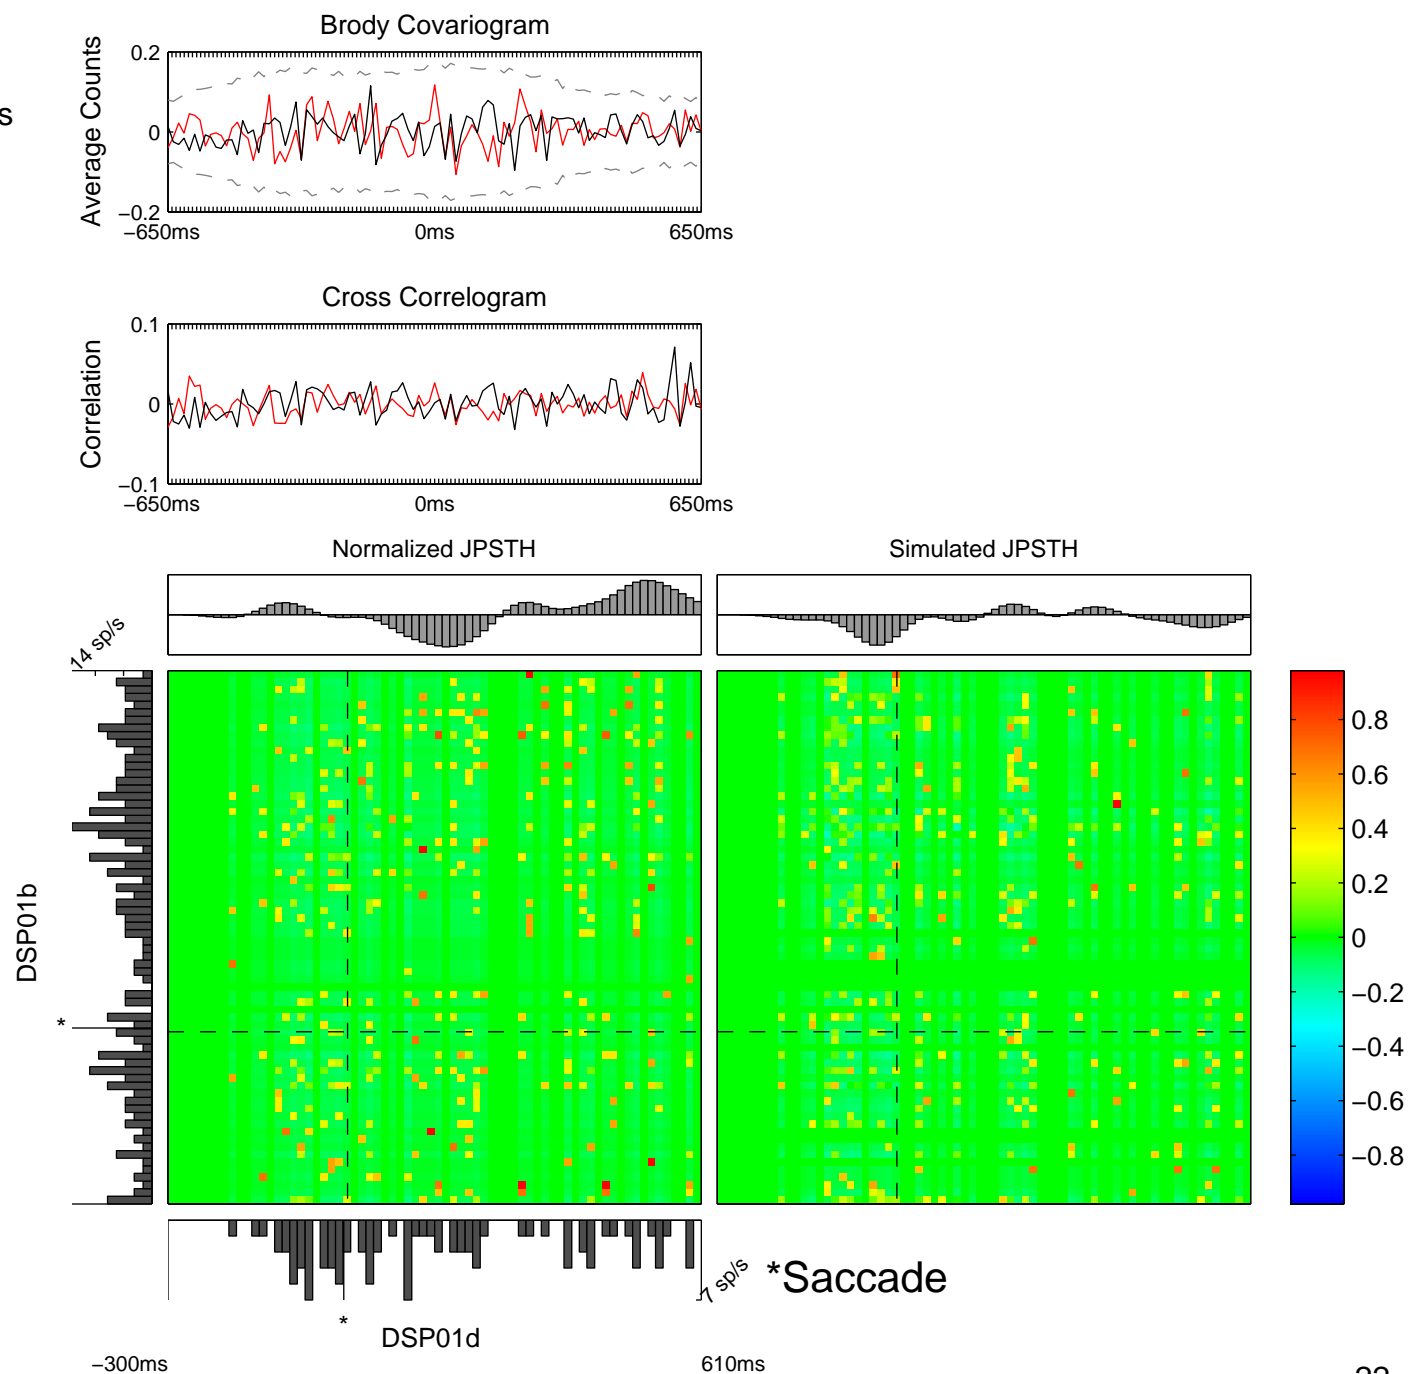 Brody Covariogram
Average Counts
s
0.2
0
−0.2
−650ms 0ms 650ms
Cross Correlogram
Correlation
0.1
0
−0.1
−650ms 0ms 650ms
Normalized JPSTH
Simulated JPSTH
14 sp/s
DSP01b
*
0.8
0.6
0.4
0.2
0
−0.2
−0.4
−0.6
−0.8
7 sp/s
*Saccade
*
DSP01d
−300ms 610ms